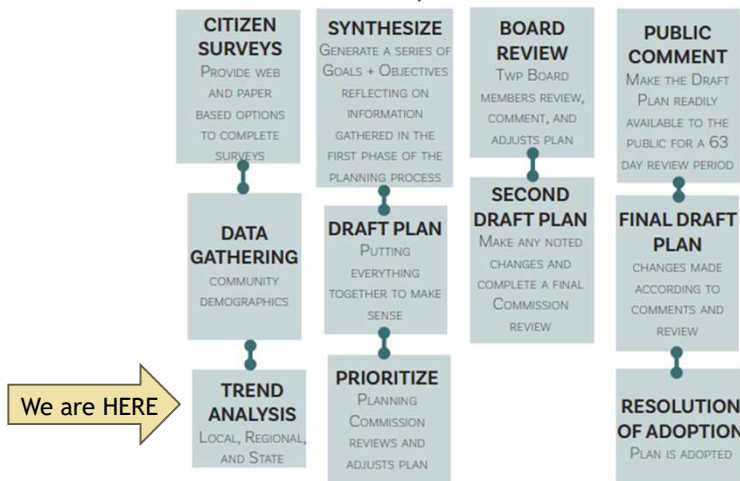 CITIZEN
SURVEYS
PROVIDE WEB
AND PAPER
BASED OPTIONS
TO COMPLETE
SURVEYS
DATA
GATHERING
COMMUNITY
DEMOGRAPHICS
We are HERE
TREND
ANALYSIS
LOCAL, REGIONAL,
AND STATE
SYNTHESIZE
GENERATE A SERIES OF
GOALS + OBJECTIVES
REFLECTING ON
INFORMATION
GATHERED IN THE
FIRST PHASE OF THE
PLANNING PROCESS
DRAFT PLAN
PUTTING
EVERYTHING
TOGETHER TO MAKE
SENSE
PRIORITIZE
PLANNING
COMMISSION
REVIEWS AND
ADJUSTS PLAN
BOARD
REVIEW
TWP BOARD
MEMBERS REVIEW,
COMMENT, AND
ADJUSTS PLAN
SECOND
DRAFT PLAN
MAKE ANY NOTED
CHANGES AND
COMPLETE A FINAL
COMMISSION
REVIEW
PUBLIC
COMMENT
MAKE THE DRAFT
PLAN READILY
AVAILABLE TO THE
PUBLIC FOR A 63
DAY REVIEW PERIOD
FINAL DRAFT
PLAN
CHANGES MADE
ACCORDING TO
COMMENTS AND
REVIEW
RESOLUTION
OF ADOPTION
PLAN IS ADOPTED